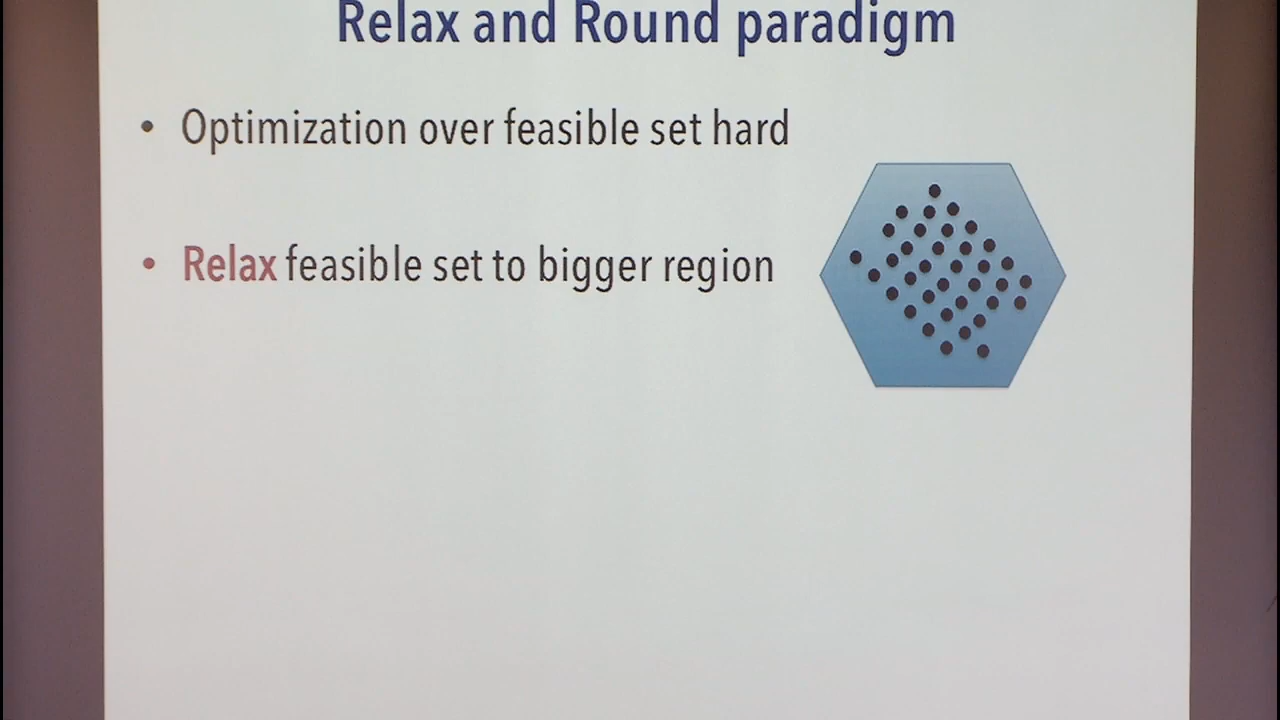 Relax and Round paradigm
• Optimization over feasible set hard
• Relax feasible set to bigger region